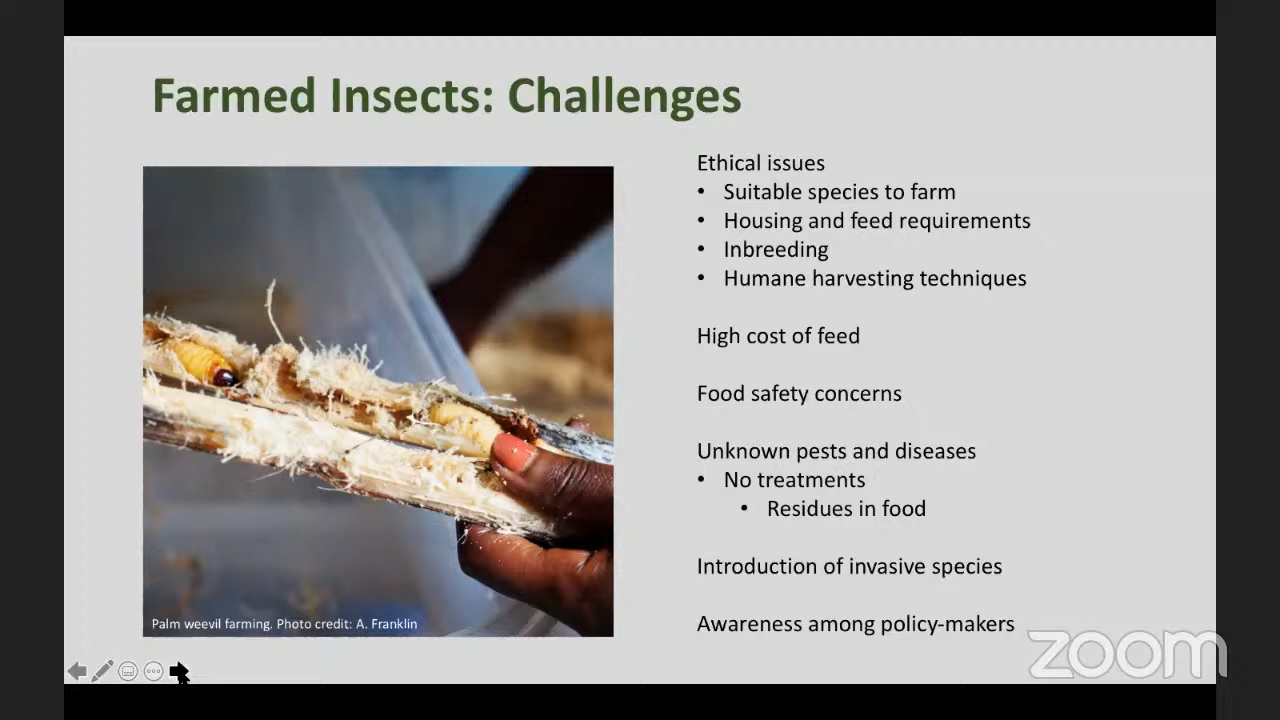 Farmed Insects: Challenges
Ethical issues
• Suitable species to farm
• Housing and feed requirements
• Inbreeding
• Humane harvesting techniques
High cost of feed
Food safety concerns
Unknown pests and diseases
• No treatments
• Residues in food
Introduction of invasive species
Awareness among policy-makers
Palm weevil farming. Photo credit: A. Franklin
zoom